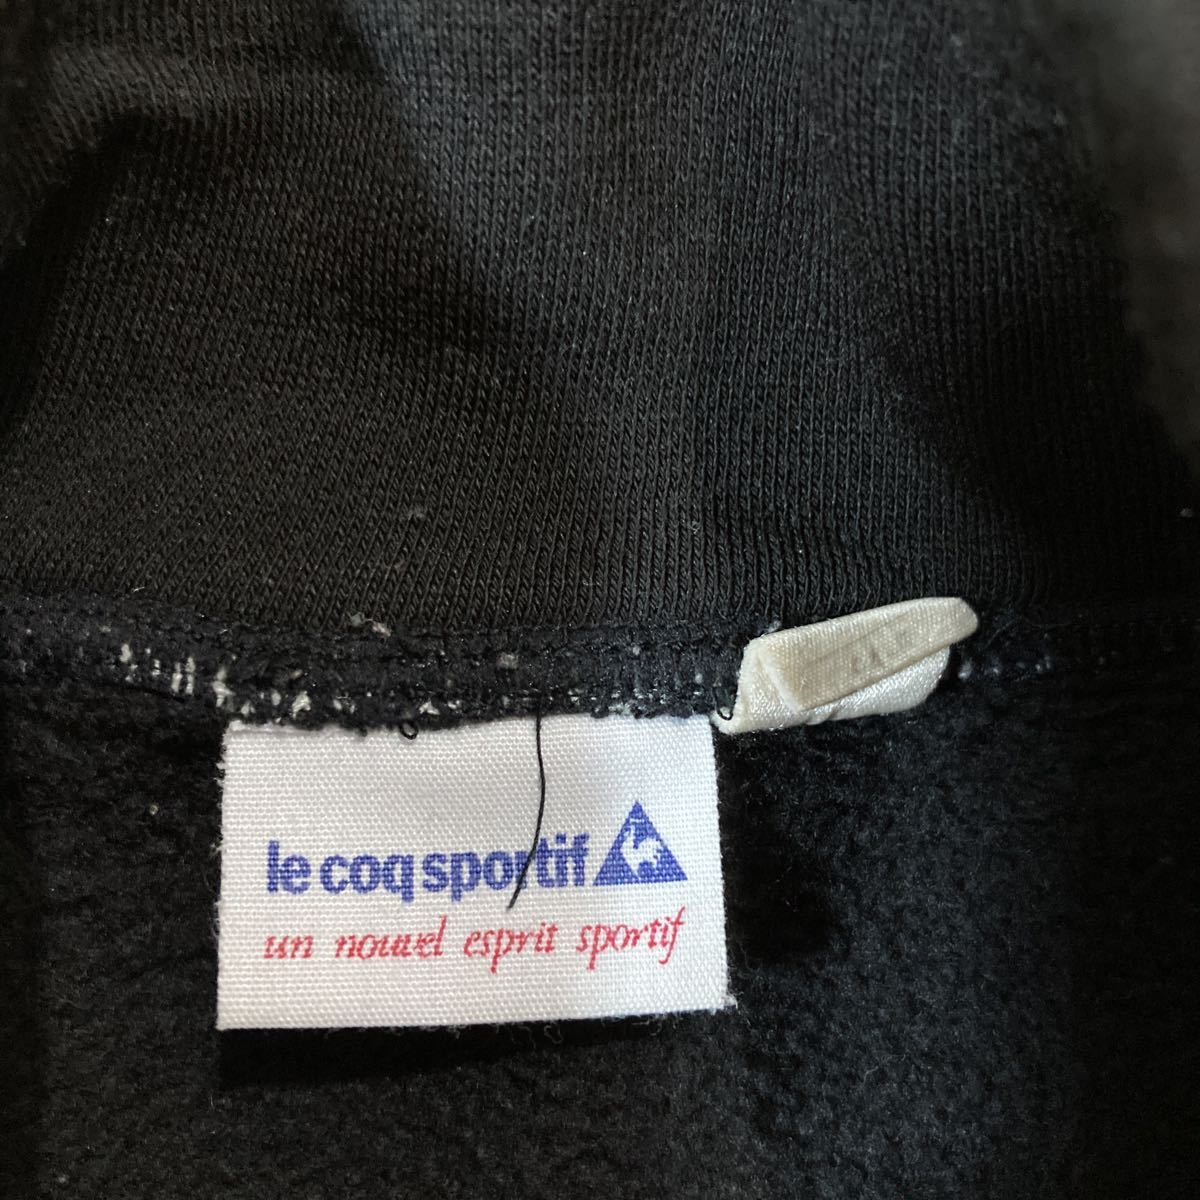 le coq sportif
un nouvel esprit sportif